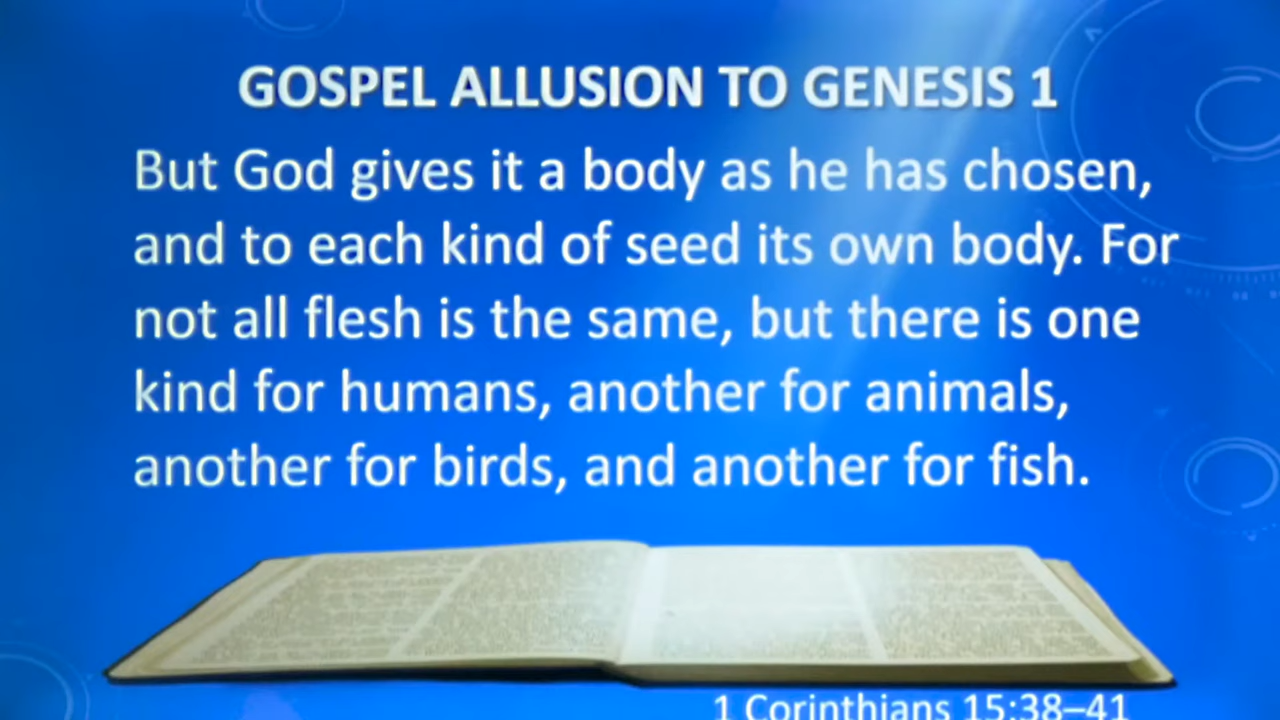 GOSPEL ALLUSION TO GENESIS 1
But God gives it a body as he has chosen,
and to each kind of seed its own body. For
not all flesh is the same, but there is one
kind for humans, another for animals,
another for birds, and another for fish.
1 Corinthians 15:38–41